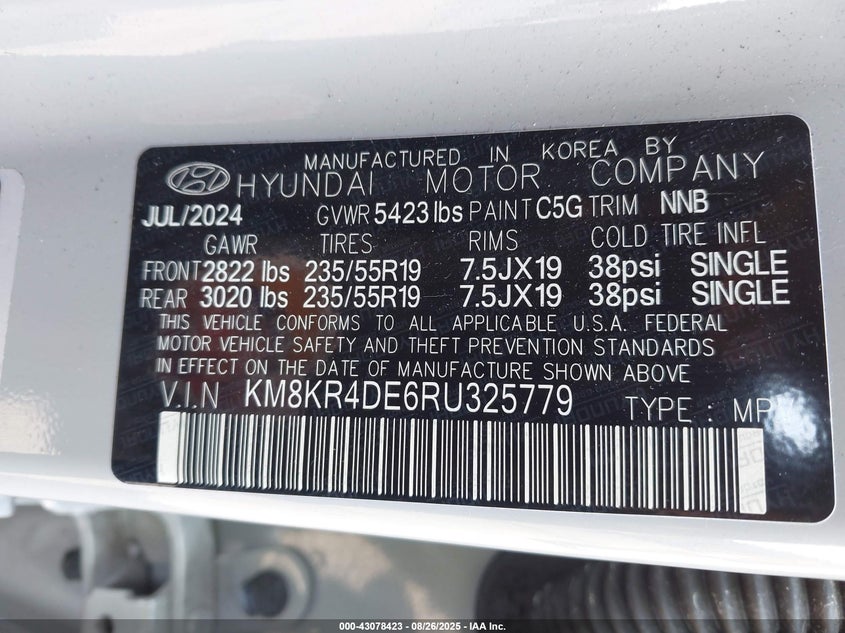 MANUFACTURED IN KOREA BY
HYUNDAI MOTOR COMPANY
JUL/2024 GVWR 5423 lbs PAINT C5G TRIM NNB
GAWR TIRES RIMS COLD TIRE INFL
FRONT 2822 lbs 235/55R19 7.5JX19 38psi SINGLE
REAR 3020 lbs 235/55R19 7.5JX19 38psi SINGLE
THIS VEHICLE CONFORMS TO ALL APPLICABLE U.S.A. FEDERAL
MOTOR VEHICLE SAFETY AND THEFT PREVENTION STANDARDS
IN EFFECT ON THE DATE OF MANUFACTURE SHOWN ABOVE
V.I.N KM8KR4DE6RU325779 TYPE : MPV
000-43078423 - 08/26/2025 - IAA Inc.